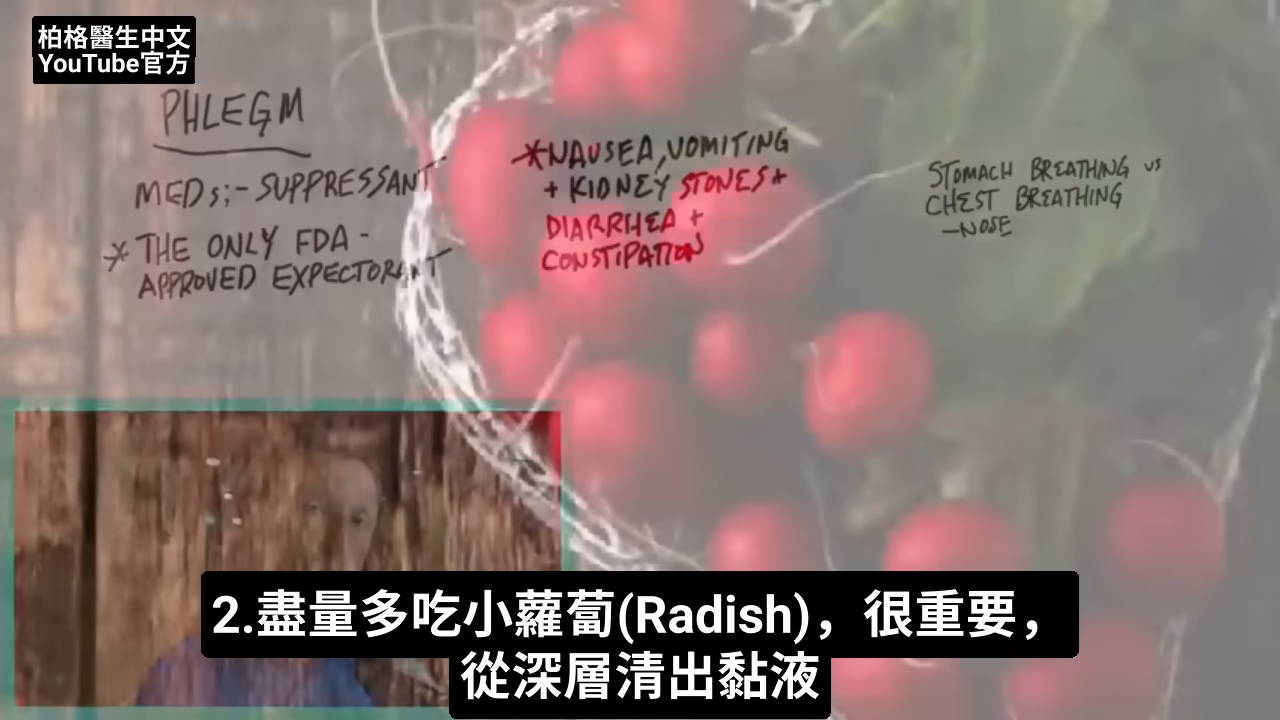 柏格醫生中文
YouTube官方
PHLEGM
MEDs;- SUPPRESSANT
* THE ONLY FDA -
APPROVED EXPECTORANT
*NAUSEA, VOMITING
+ KIDNEY STONES +
DIARRHEA +
CONSTIPATION
STOMACH BREATHING vs
CHEST BREATHING
-NOSE
2.盡量多吃小蘿蔔(Radish)，很重要，
從深層清出黏液